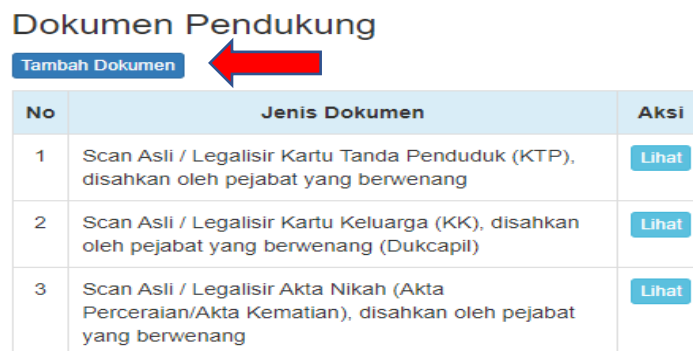 Dokumen Pendukung
Tambah Dokumen
No Jenis Dokumen Aksi
1 Scan Asli / Legalisir Kartu Tanda Penduduk (KTP), Lihat
disahkan oleh pejabat yang berwenang
2 Scan Asli / Legalisir Kartu Keluarga (KK), disahkan Lihat
oleh pejabat yang berwenang (Dukcapil)
3 Scan Asli / Legalisir Akta Nikah (Akta Lihat
Perceraian/Akta Kematian), disahkan oleh pejabat
yang berwenang